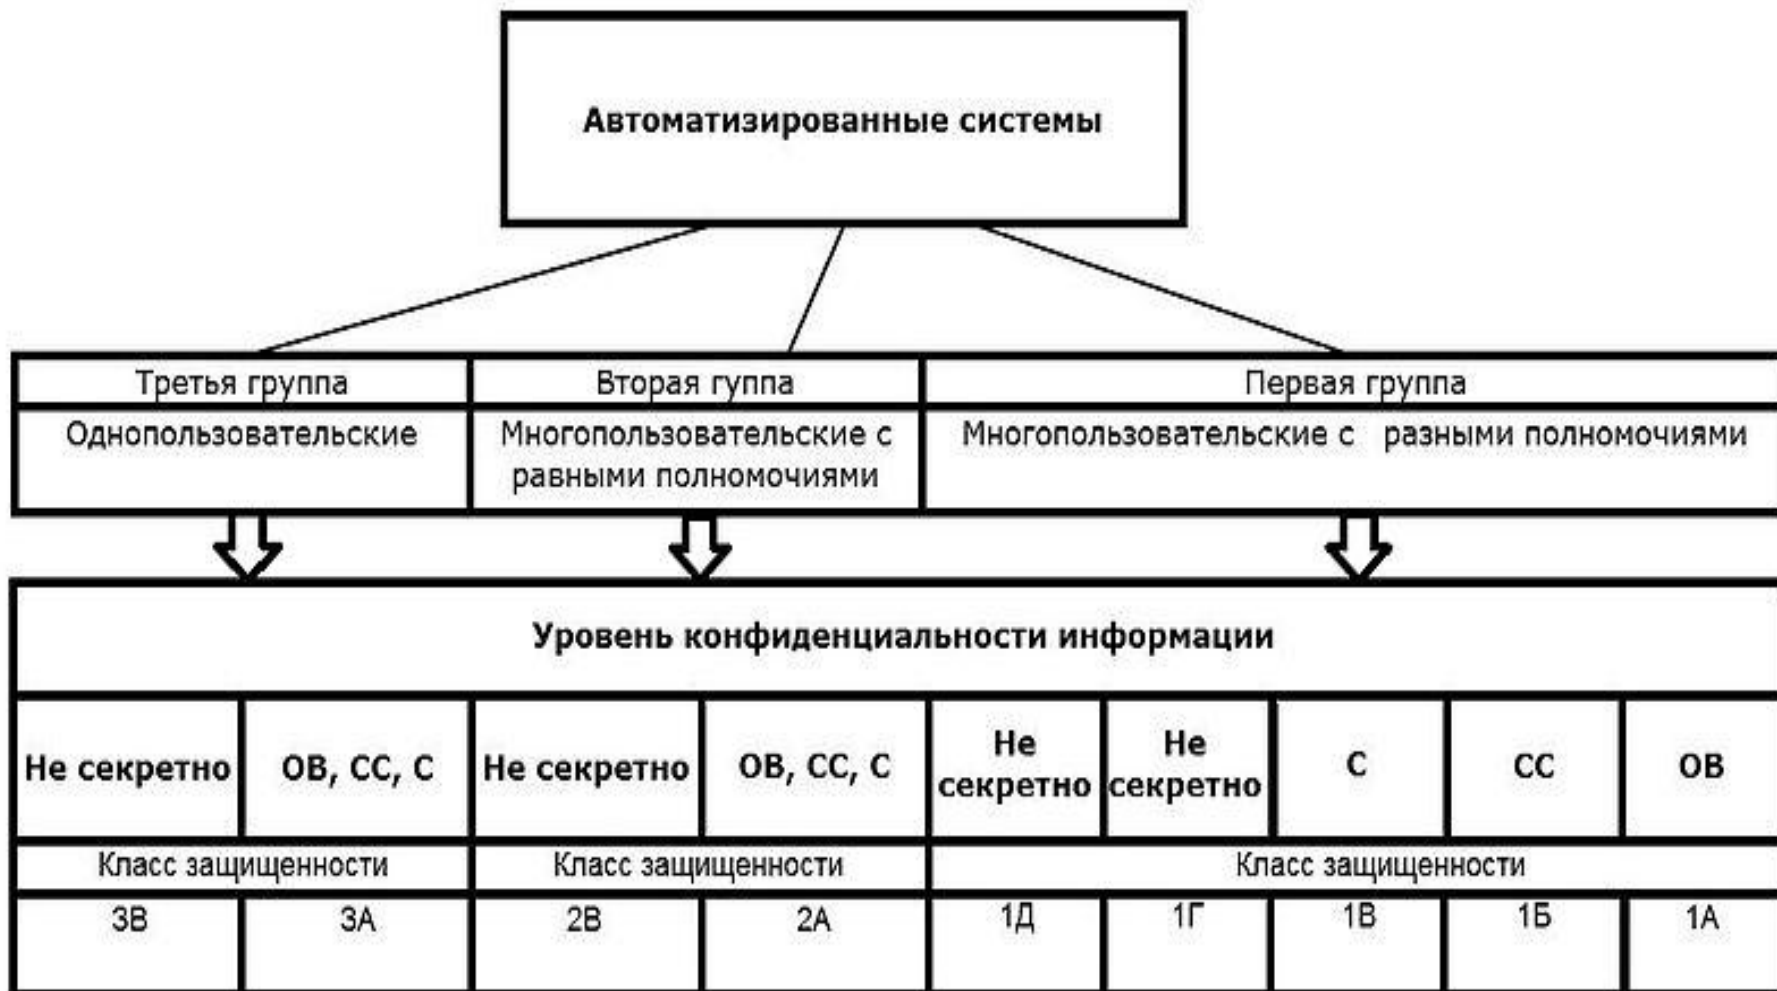 Автоматизированные системы
Третья группа
Вторая гуппа
Первая группа
Однопользовательские
Многопользовательские с
равными полномочиями
Многопользовательские с разными полномочиями
Уровень конфиденциальности информации
Не секретно
ОВ, СС, С
Не секретно
ОВ, СС, С
Не
секретно
Не
секретно
С
СС
ОВ
Класс защищенности
Класс защищенности
Класс защищенности
3В
3А
2В
2А
1Д
1Г
1В
1Б
1А